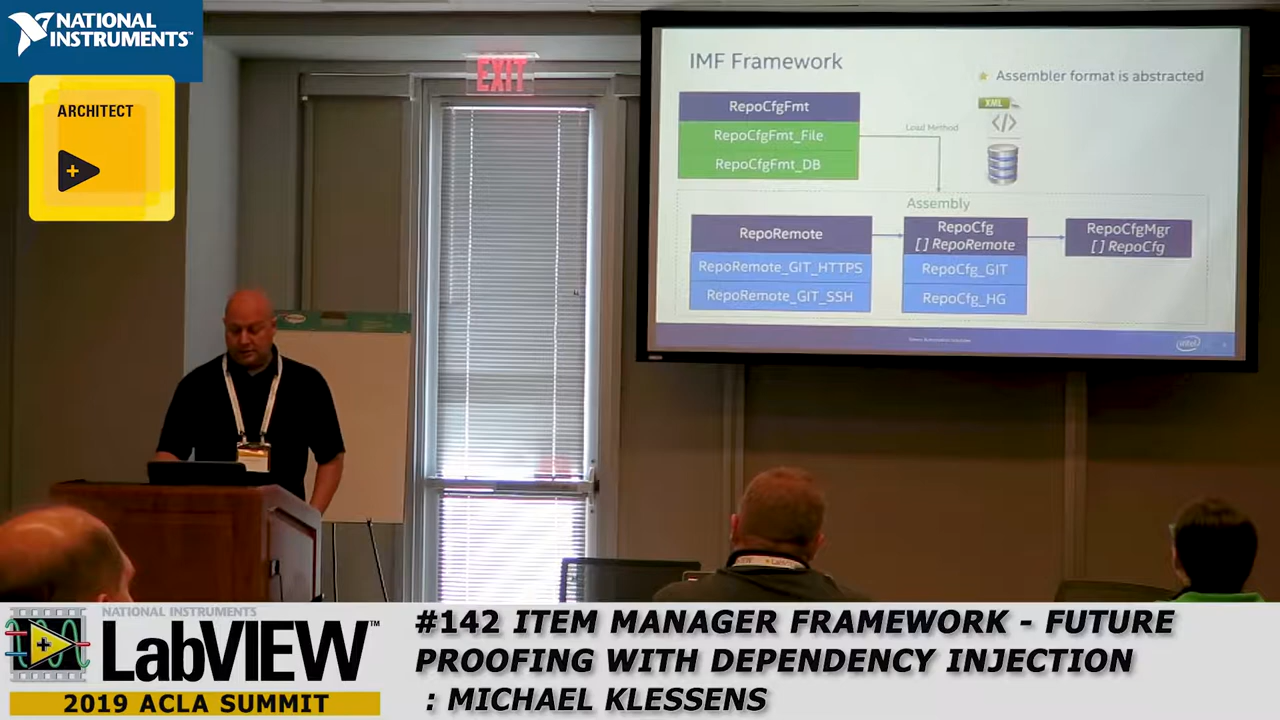 NATIONAL
INSTRUMENTS™
ARCHITECT
EXIT
IMF Framework
Assembler format is abstracted
XML
</>
RepoCfgFmt
RepoCfgFmt_File
RepoCfgFmt_DB
Load Method
Assembly
RepoRemote
RepoRemote_GIT_HTTPS
RepoRemote_GIT_SSH
RepoCfg
[ ] RepoRemote
RepoCfg_GIT
RepoCfg_HG
RepoCfgMgr
[ ] RepoCfg
intel
NATIONAL INSTRUMENTS
LabVIEW™
2019 ACLA SUMMIT
#142 ITEM MANAGER FRAMEWORK - FUTURE
PROOFING WITH DEPENDENCY INJECTION
: MICHAEL KLESSENS